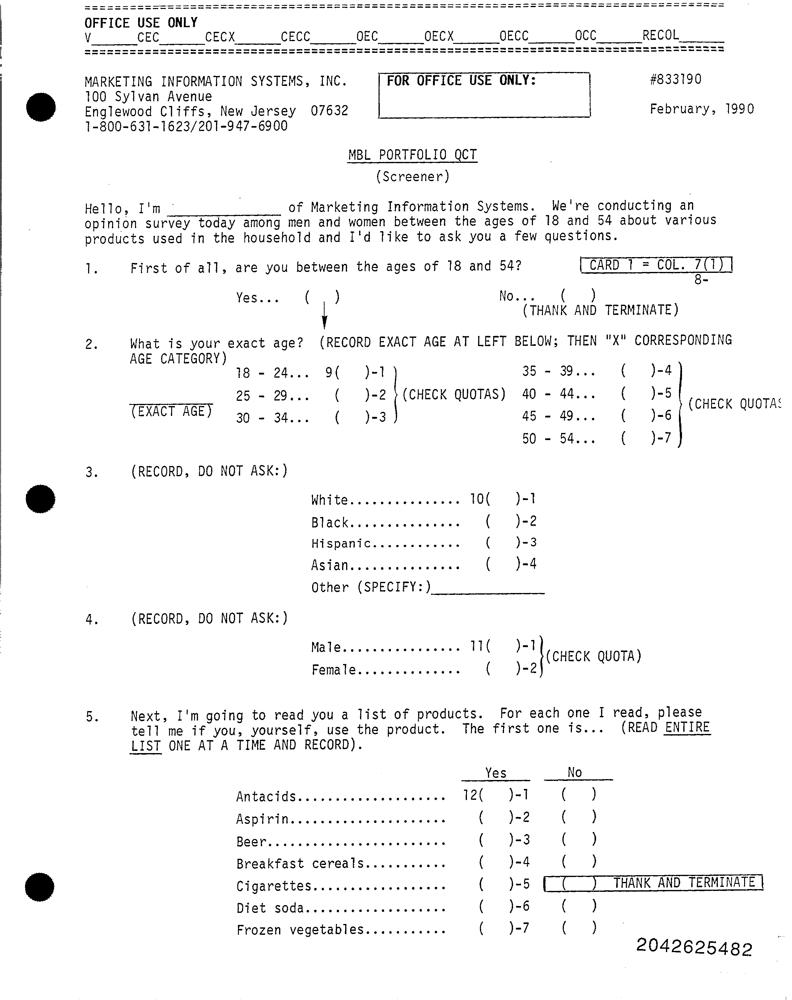 OFFICE USE ONLY
V______CEC______CECX______CECC______OEC______OECX______OECC______OCC______RECOL______
MARKETING INFORMATION SYSTEMS, INC. FOR OFFICE USE ONLY: #833190
100 Sylvan Avenue
Englewood Cliffs, New Jersey 07632 February, 1990
1-800-631-1623/201-947-6900
MBL PORTFOLIO QCT
(Screener)
Hello, I'm _______________ of Marketing Information Systems. We're conducting an
opinion survey today among men and women between the ages of 18 and 54 about various
products used in the household and I'd like to ask you a few questions.
1. First of all, are you between the ages of 18 and 54? CARD 1 = COL. 7(1)
8-
Yes... ( ) No... ( )
(THANK AND TERMINATE)
2. What is your exact age? (RECORD EXACT AGE AT LEFT BELOW; THEN "X" CORRESPONDING
AGE CATEGORY)
18 - 24... 9( )-1 35 - 39... ( )-4
25 - 29... ( )-2 (CHECK QUOTAS) 40 - 44... ( )-5 (CHECK QUOTAS
(EXACT AGE) 30 - 34... ( )-3 45 - 49... ( )-6
50 - 54... ( )-7
3. (RECORD, DO NOT ASK:)
White............... 10( )-1
Black............... ( )-2
Hispanic............ ( )-3
Asian............... ( )-4
Other (SPECIFY:)_______________
4. (RECORD, DO NOT ASK:)
Male................ 11( )-1 (CHECK QUOTA)
Female.............. ( )-2
5. Next, I'm going to read you a list of products. For each one I read, please
tell me if you, yourself, use the product. The first one is... (READ ENTIRE
LIST ONE AT A TIME AND RECORD).
Yes No
Antacids.................... 12( )-1 ( )
Aspirin..................... ( )-2 ( )
Beer........................ ( )-3 ( )
Breakfast cereals........... ( )-4 ( )
Cigarettes.................. ( )-5 ( ) THANK AND TERMINATE
Diet soda................... ( )-6 ( )
Frozen vegetables........... ( )-7 ( )
2042625482